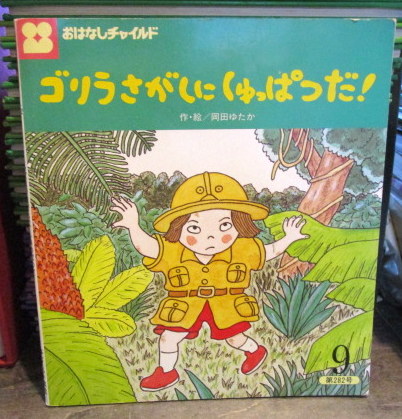 おはなしチャイルド
ゴリラさがしにしゅっぱつだ!
作・絵/岡田ゆたか
9
第282号